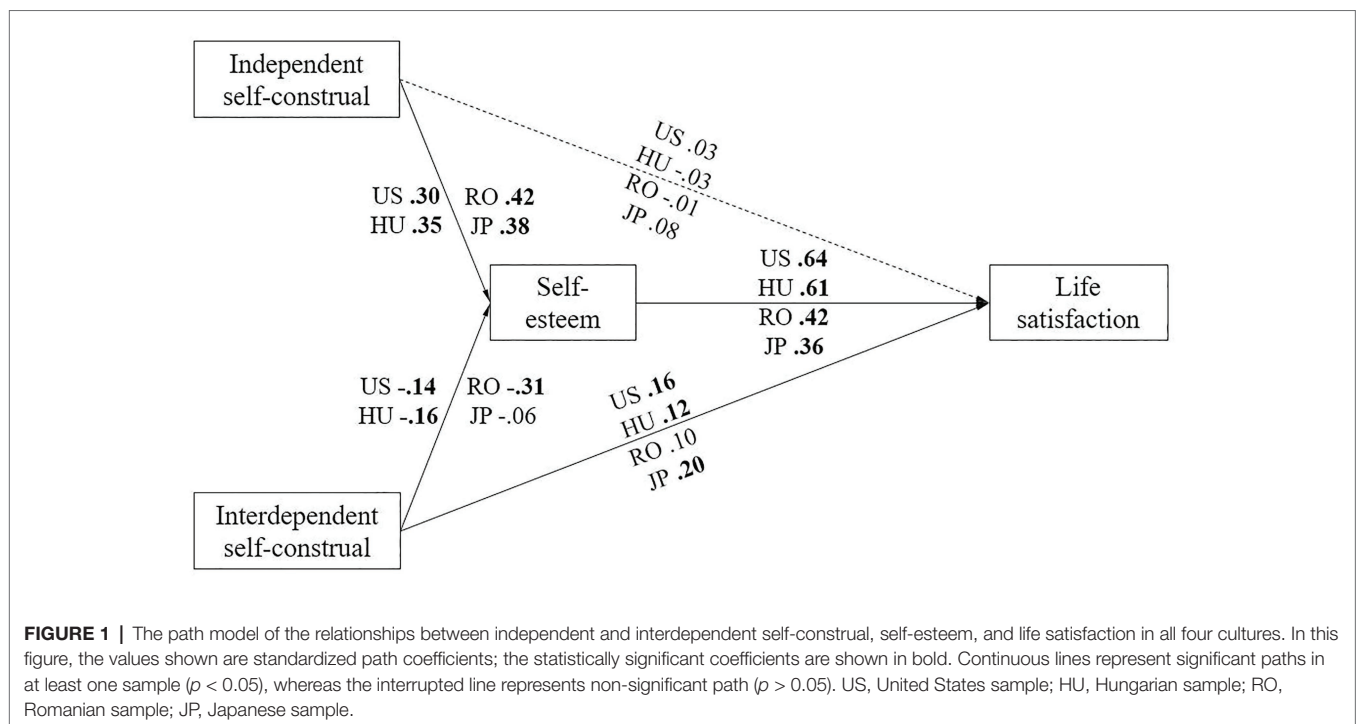 Independent
self-construal
US .03
HU -.03
RO -.01
JP .08
US .30 RO .42
HU .35 JP .38
Self-
esteem
US .64
HU .61
RO .42
JP .36
Life
satisfaction
US -.14 RO -.31
HU -.16 JP -.06
US .16
HU .12
RO .10
JP .20
Interdependent
self-construal
FIGURE 1 | The path model of the relationships between independent and interdependent self-construal, self-esteem, and life satisfaction in all four cultures. In this
figure, the values shown are standardized path coefficients; the statistically significant coefficients are shown in bold. Continuous lines represent significant paths in
at least one sample (p < 0.05), whereas the interrupted line represents non-significant path (p > 0.05). US, United States sample; HU, Hungarian sample; RO,
Romanian sample; JP, Japanese sample.